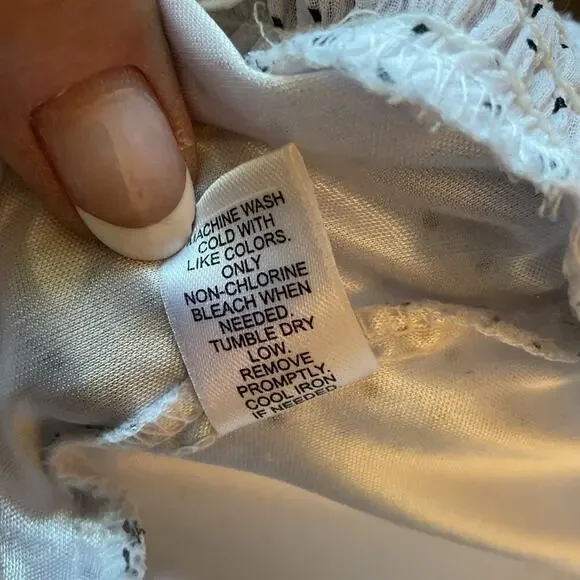 MACHINE WASH
COLD WITH
LIKE COLORS.
ONLY
NON-CHLORINE
BLEACH WHEN
NEEDED.
TUMBLE DRY
LOW.
REMOVE
PROMPTLY.
COOL IRON
IF NEEDED